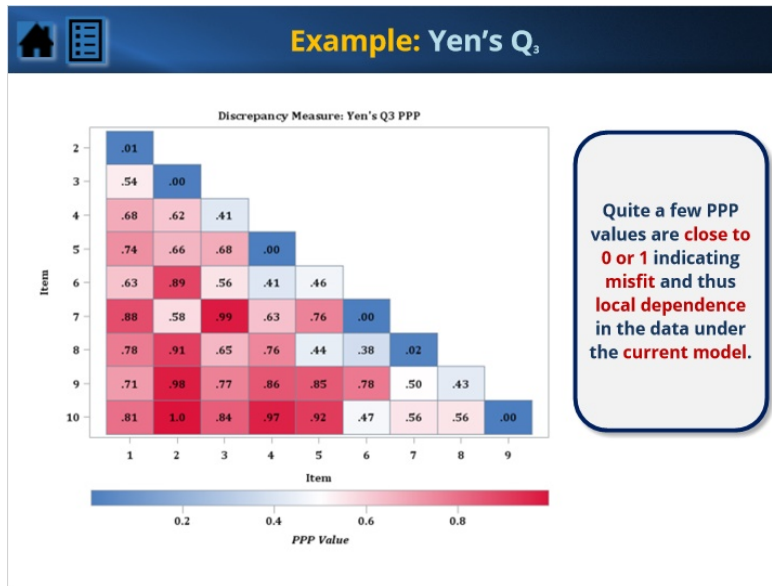 Example: Yen's Q₃
Discrepancy Measure: Yen's Q3 PPP
Item
2 .01
3 .54 .00
4 .68 .62 .41
5 .74 .66 .68 .00
6 .63 .89 .56 .41 .46
7 .88 .58 .99 .63 .76 .00
8 .78 .91 .65 .76 .44 .38 .02
9 .71 .98 .77 .86 .85 .78 .50 .43
10 .81 1.0 .84 .97 .92 .47 .56 .56 .00
1 2 3 4 5 6 7 8 9
Item
0.2 0.4 0.6 0.8
PPP Value
Quite a few PPP
values are close to
0 or 1 indicating
misfit and thus
local dependence
in the data under
the current model.